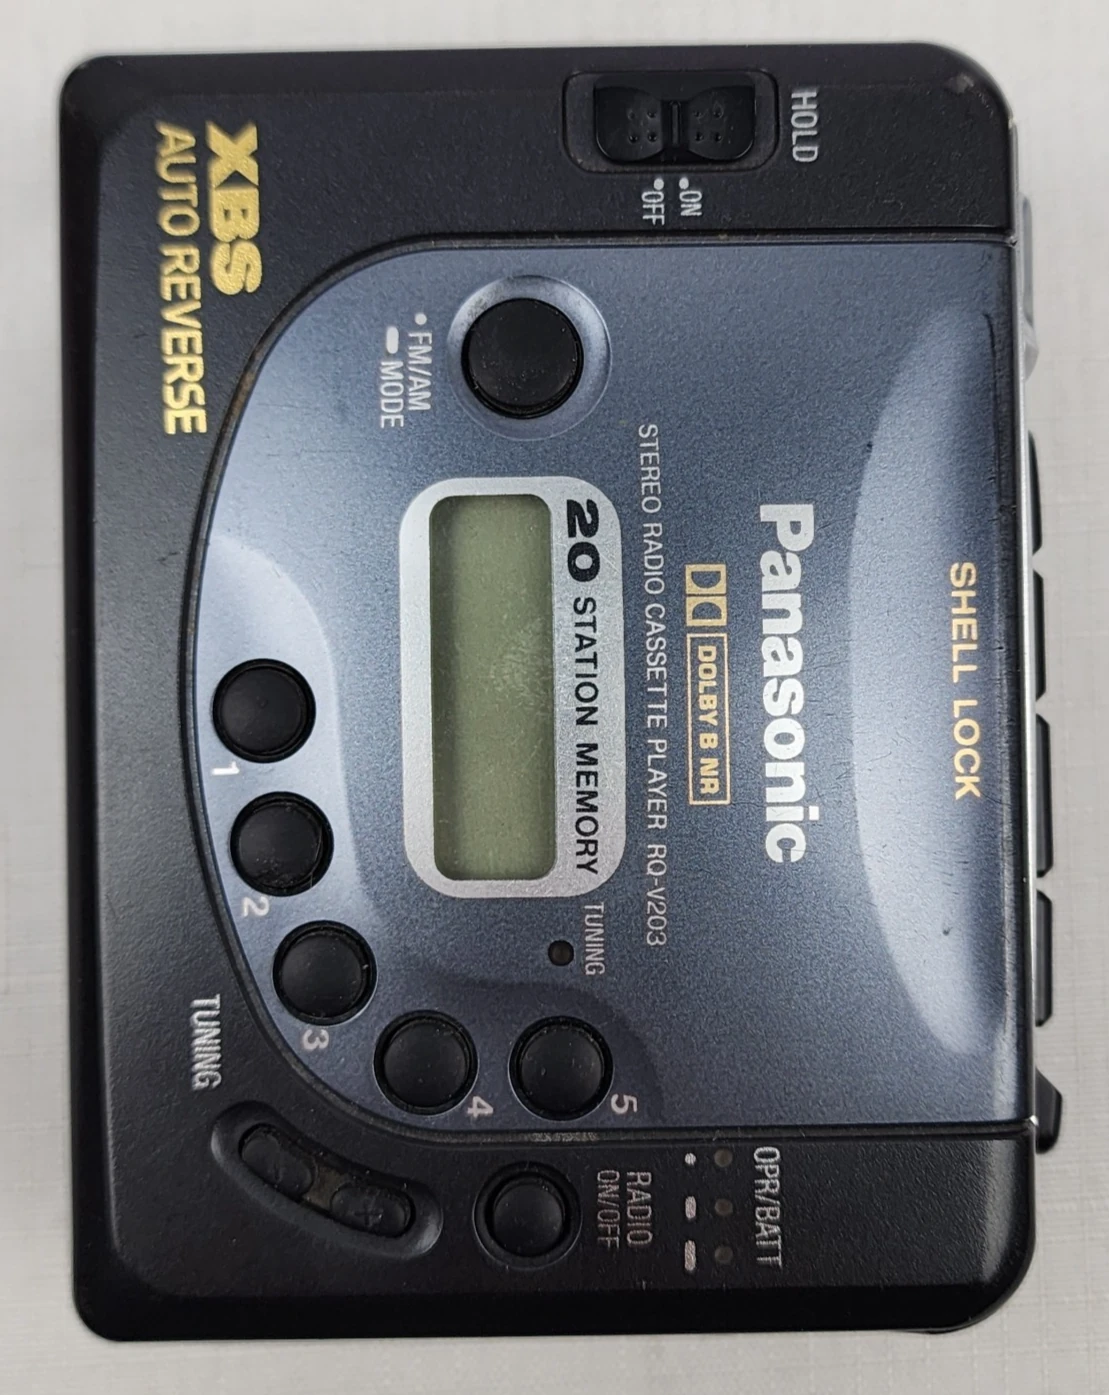 SHELL LOCK
HOLD
• ON
• OFF
Panasonic
DOLBY B NR
STEREO RADIO CASSETTE PLAYER RQ-V203
20 STATION MEMORY
TUNING
• FM/AM
MODE
OPR/BATT
RADIO
ON/OFF
5
4
3
2
1
XBS
AUTO REVERSE
TUNING